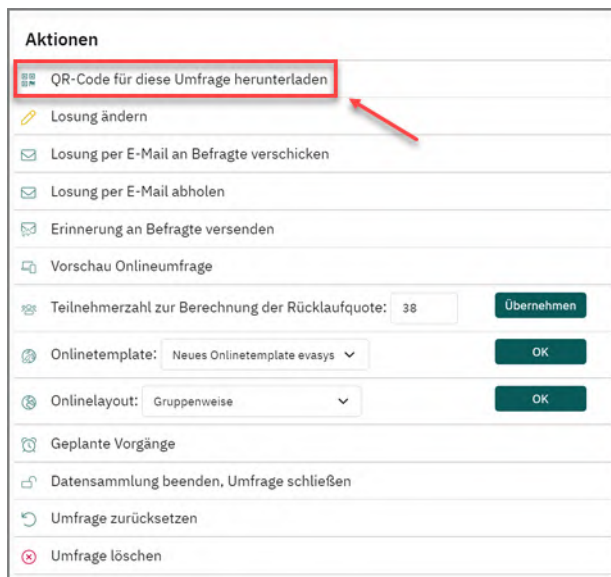 Aktionen
QR-Code für diese Umfrage herunterladen
Losung ändern
Losung per E-Mail an Befragte verschicken
Losung per E-Mail abholen
Erinnerung an Befragte versenden
Vorschau Onlineumfrage
Teilnehmerzahl zur Berechnung der Rücklaufquote: 38 Übernehmen
Onlinetemplate: Neues Onlinetemplate evasys OK
Onlinelayout: Gruppenweise OK
Geplante Vorgänge
Datensammlung beenden, Umfrage schließen
Umfrage zurücksetzen
Umfrage löschen